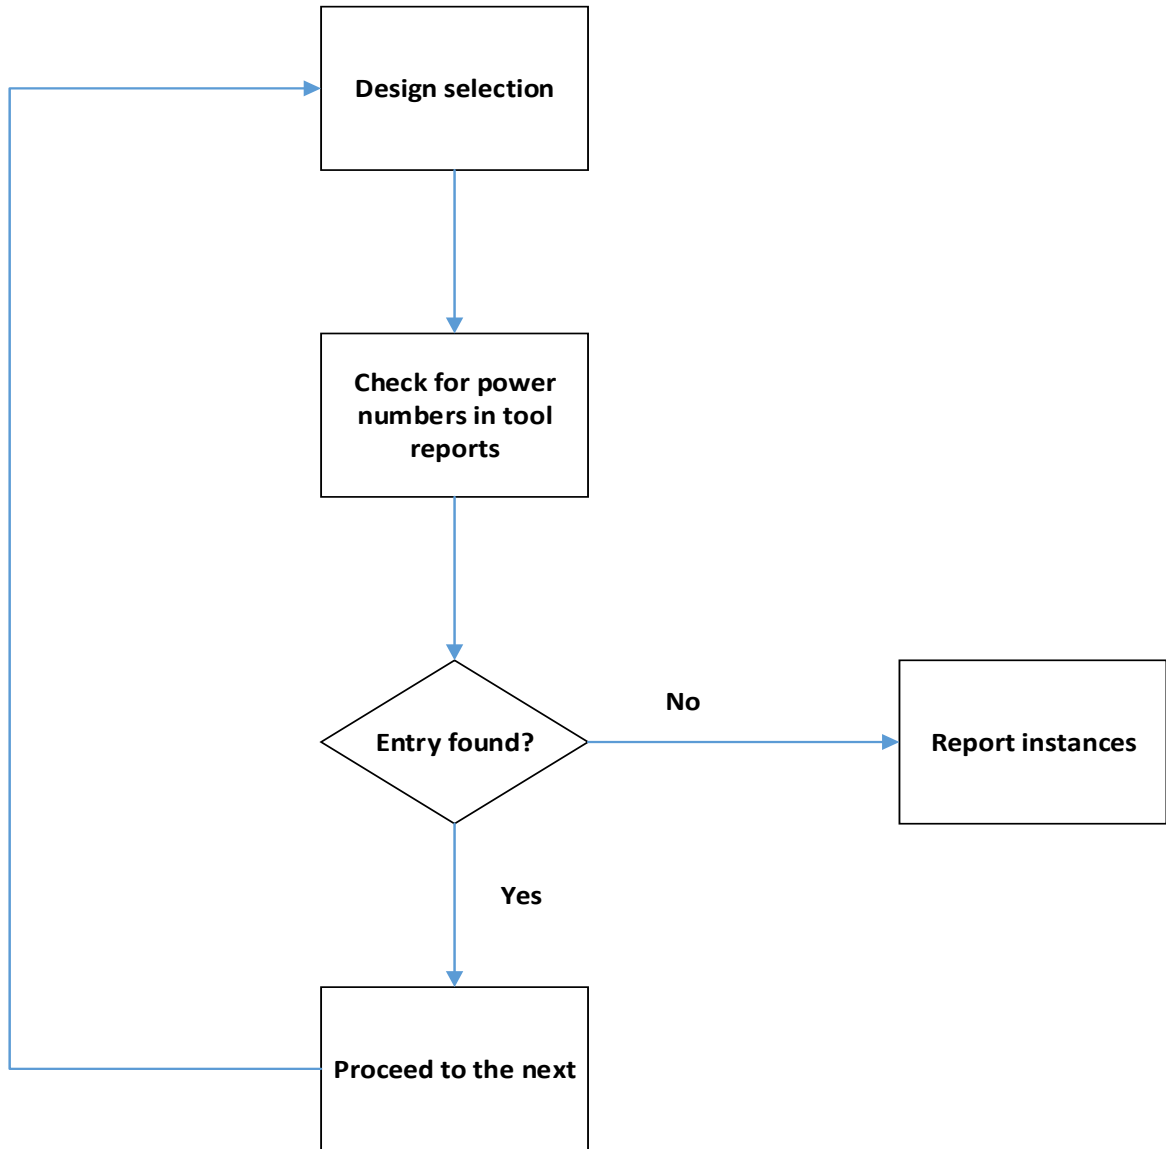 Design selection
Check for power
numbers in tool
reports
Entry found?
No
Report instances
Yes
Proceed to the next